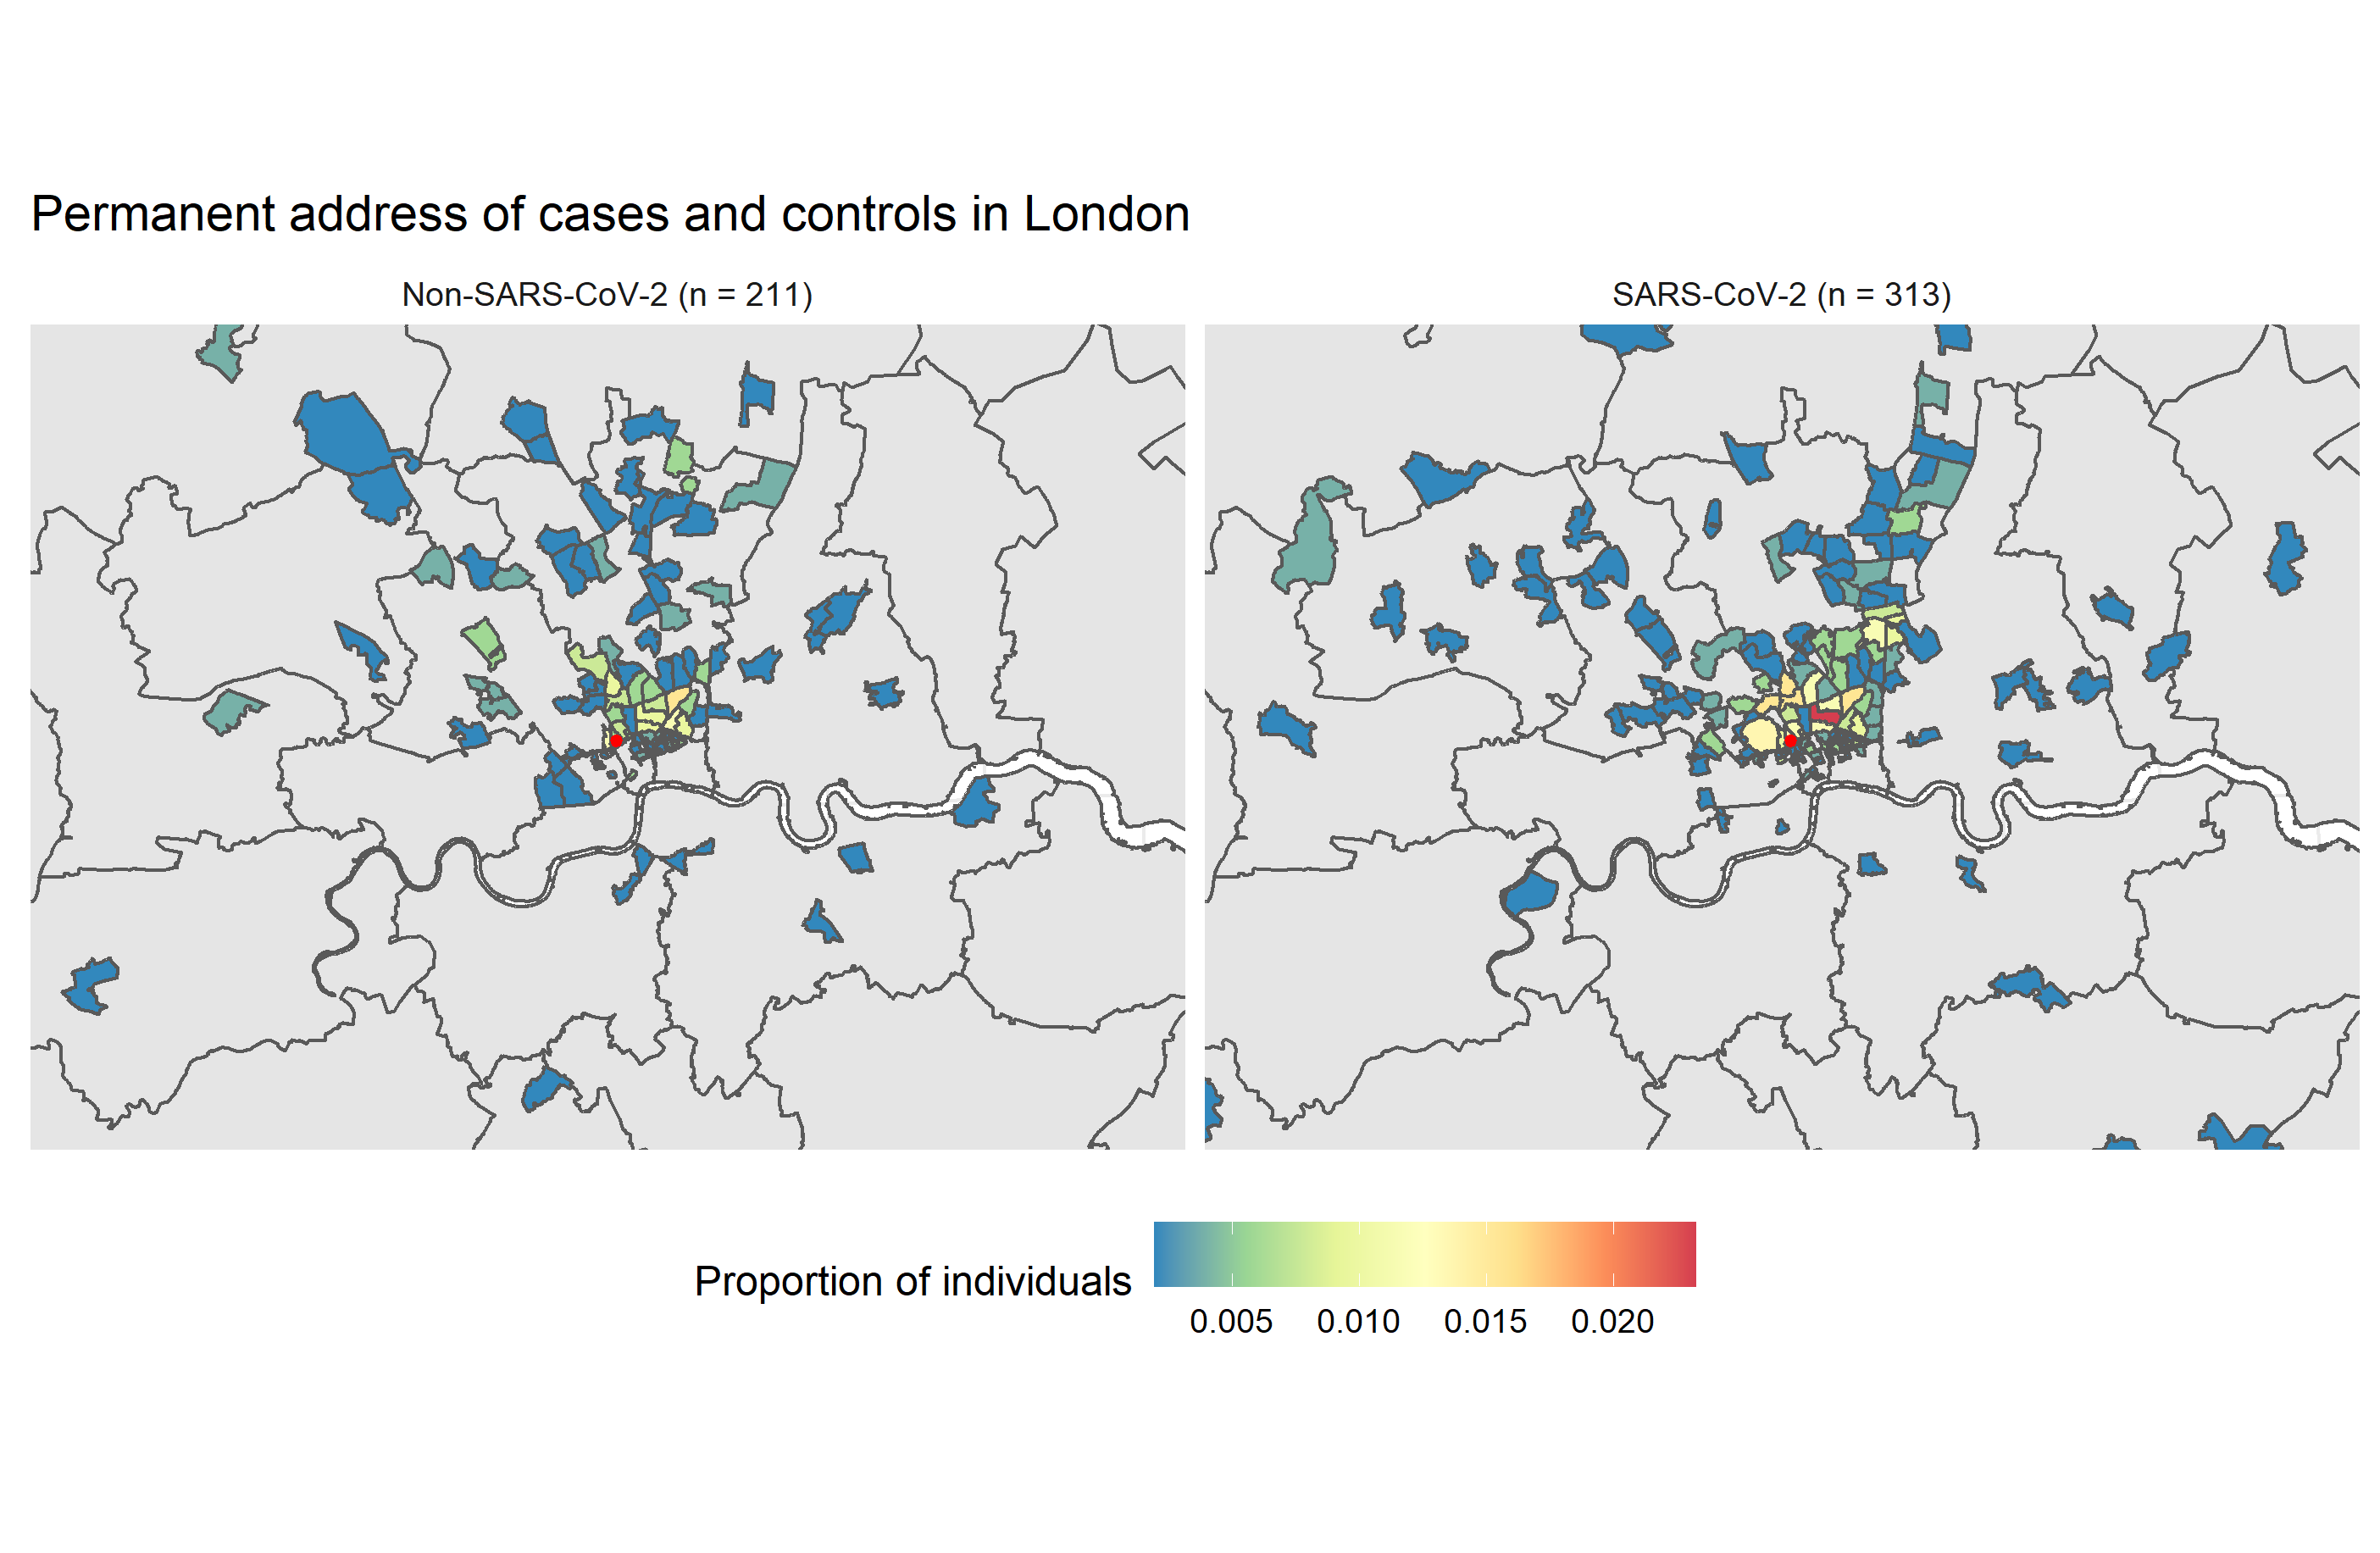 Permanent address of cases and controls in London
Non-SARS-CoV-2 (n = 211)
SARS-CoV-2 (n = 313)
Proportion of individuals
0.005 0.010 0.015 0.020